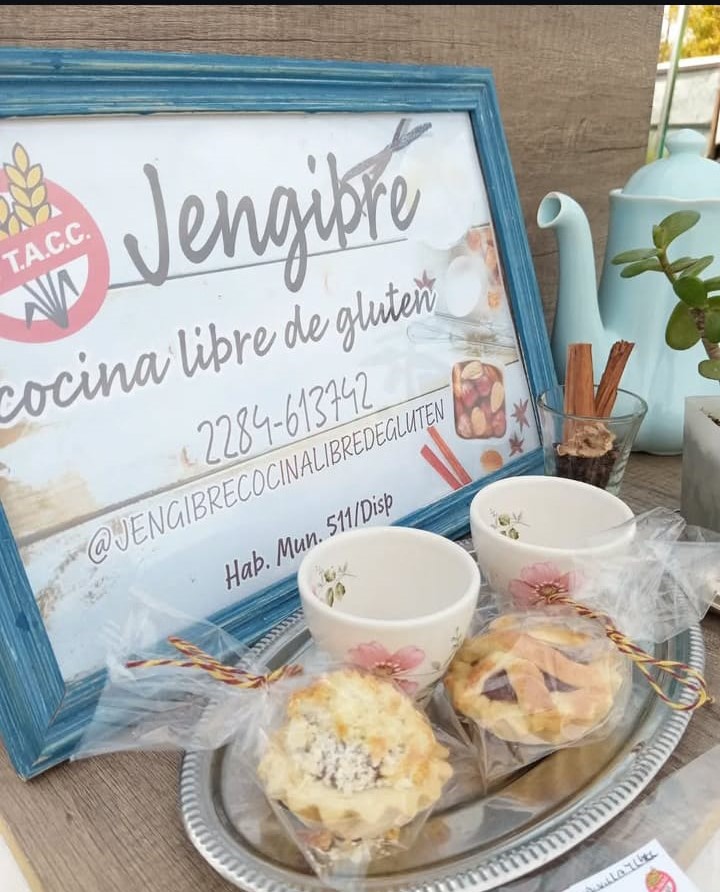 T.A.C.C.
Jengibre
cocina libre de gluten
2284-613742
@JENGIBRECOCINALIBREDEGLUTEN
Hab. Mun. 511/Disp